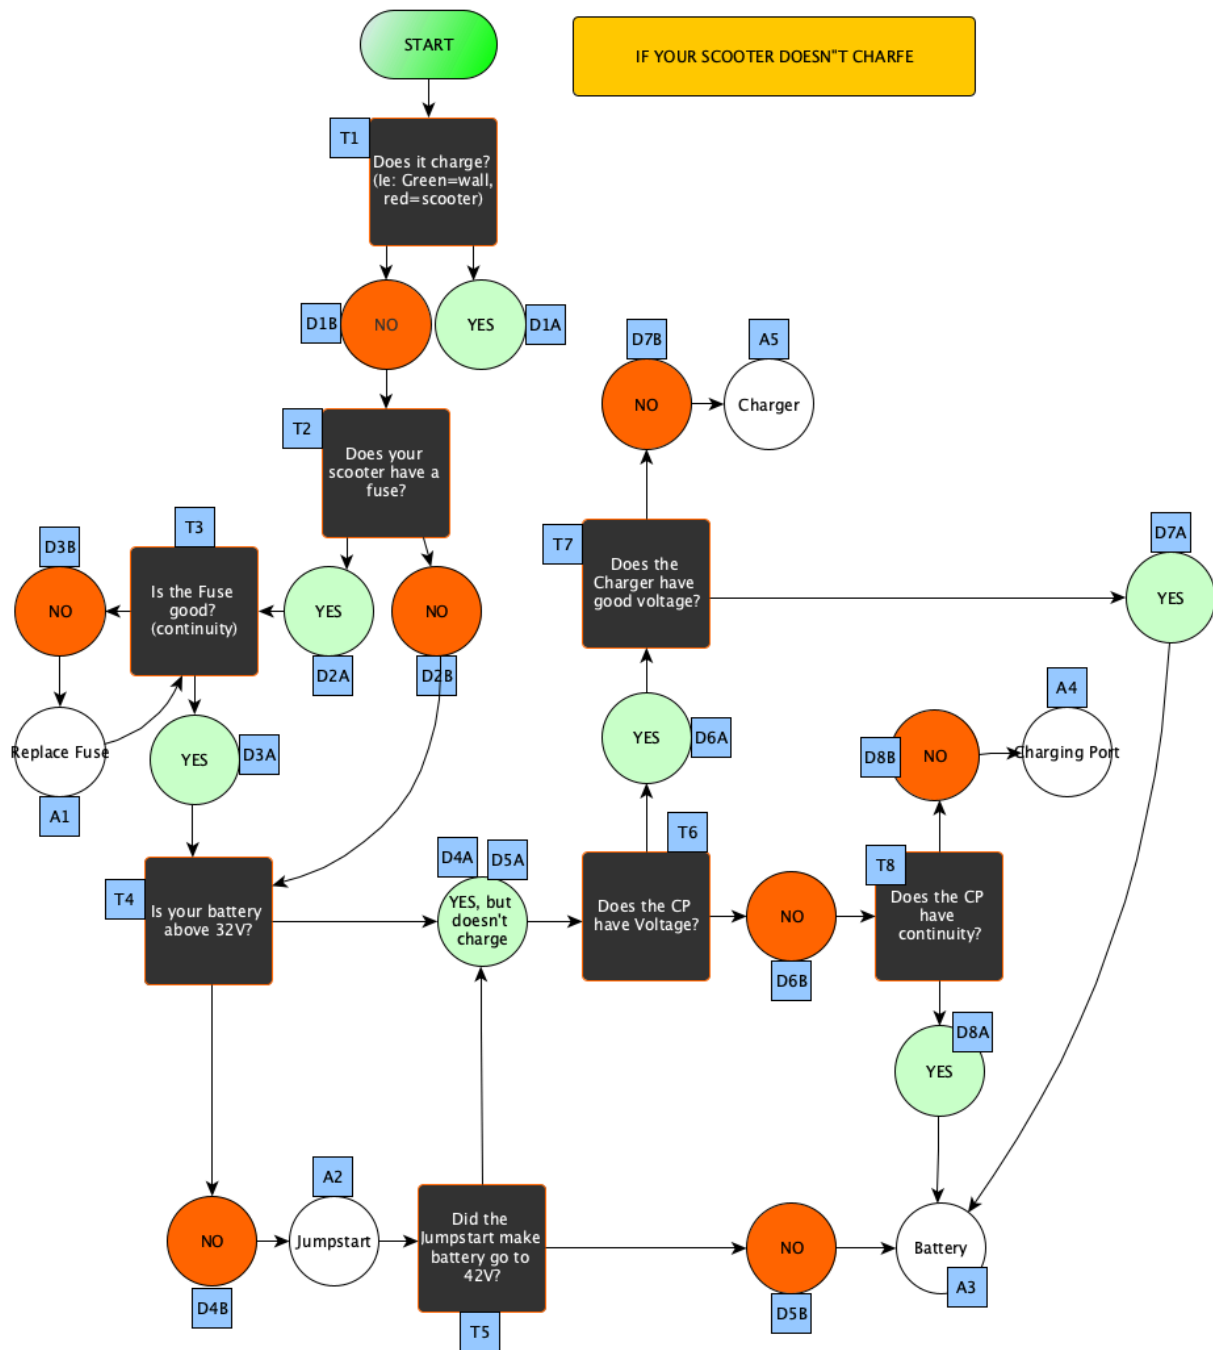 START
IF YOUR SCOOTER DOESN"T CHARFE
T1
Does it charge?
(Ie: Green=wall,
red=scooter)
D1B
NO
YES
D1A
D7B
A5
NO
Charger
T2
Does your
scooter have a
fuse?
D3B
T3
T7
D7A
NO
Is the Fuse
good?
(continuity)
YES
NO
Does the
Charger have
good voltage?
YES
D2A
D2B
Replace Fuse
YES
D3A
A1
YES
D6A
A4
D8B
NO
Charging Port
T6
D4A
D5A
T4
Is your battery
above 32V?
YES, but
doesn't
charge
Does the CP
have Voltage?
NO
D6B
T8
Does the CP
have
continuity?
D8A
YES
A2
NO
D4B
Jumpstart
Did the
Jumpstart make
battery go to
42V?
T5
NO
D5B
Battery
A3